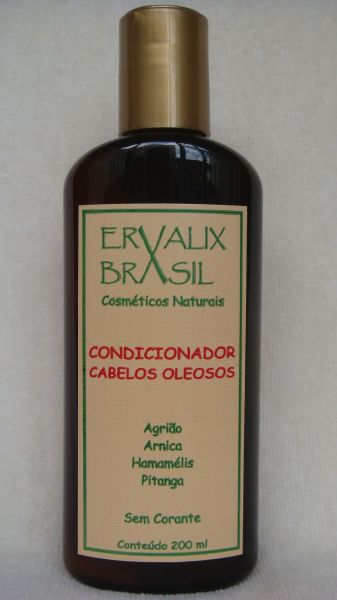 ERVALIX
BRASIL
Cosméticos Naturais
CONDICIONADOR
CABELOS OLEOSOS
Agrião
Arnica
Hamamélis
Pitanga
Sem Corante
Conteúdo 200 ml